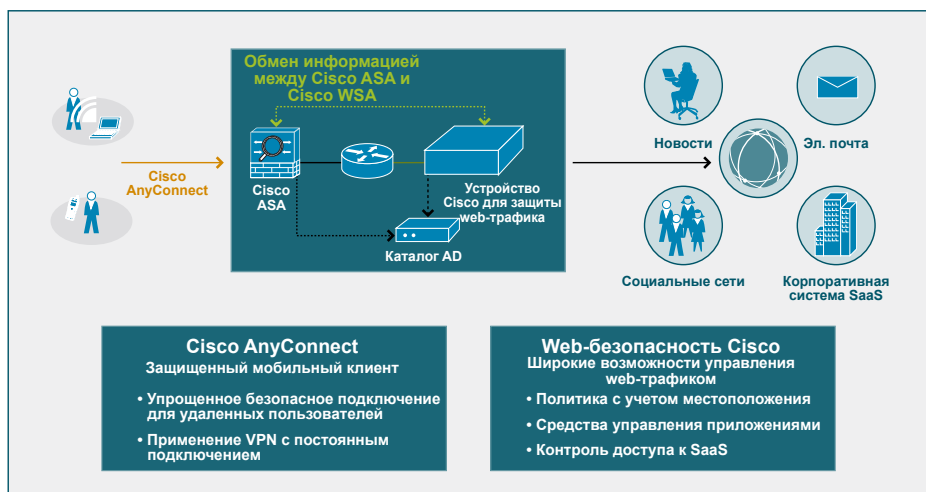 Обмен информацией
между Cisco ASA и
Cisco WSA
Cisco
AnyConnect
Cisco
ASA
Устройство
Cisco для защиты
web-трафика
Каталог AD
Новости
Эл. почта
Социальные сети
Корпоративная
система SaaS
Cisco AnyConnect
Защищенный мобильный клиент
• Упрощенное безопасное подключение
для удаленных пользователей
• Применение VPN с постоянным
подключением
Web-безопасность Cisco
Широкие возможности управления
web-трафиком
• Политика с учетом местоположения
• Средства управления приложениями
• Контроль доступа к SaaS